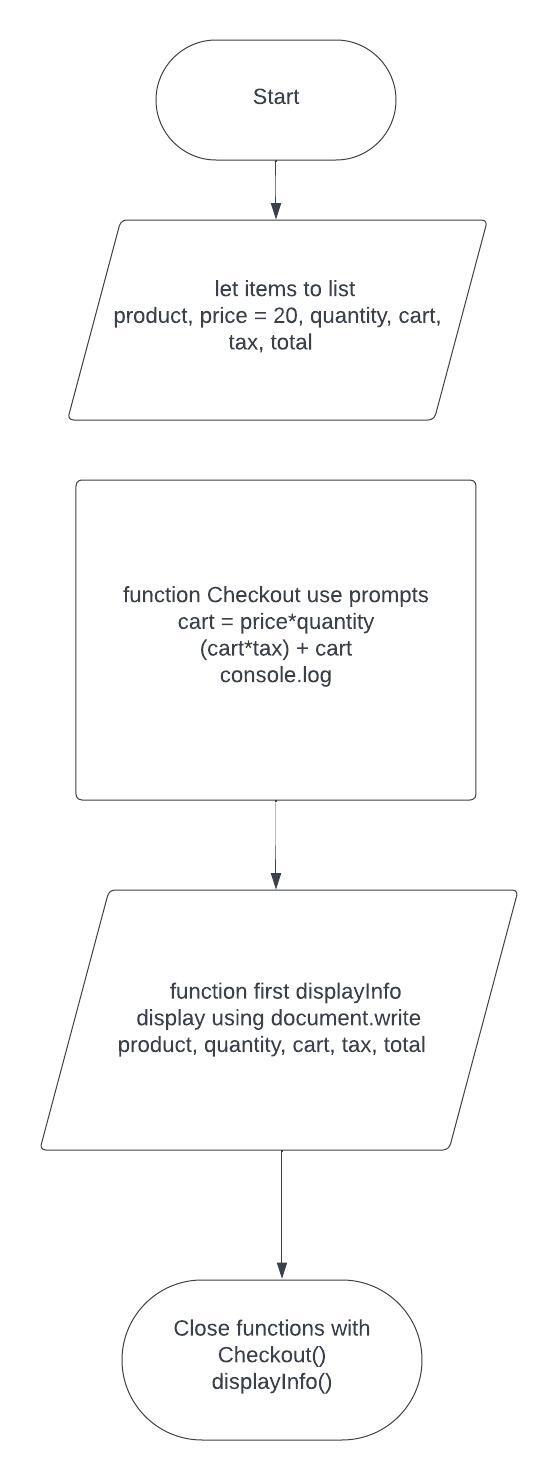 Start
let items to list
product, price = 20, quantity, cart,
tax, total
function Checkout use prompts
cart = price*quantity
(cart*tax) + cart
console.log
function first displayInfo
display using document.write
product, quantity, cart, tax, total
Close functions with
Checkout()
displayInfo()